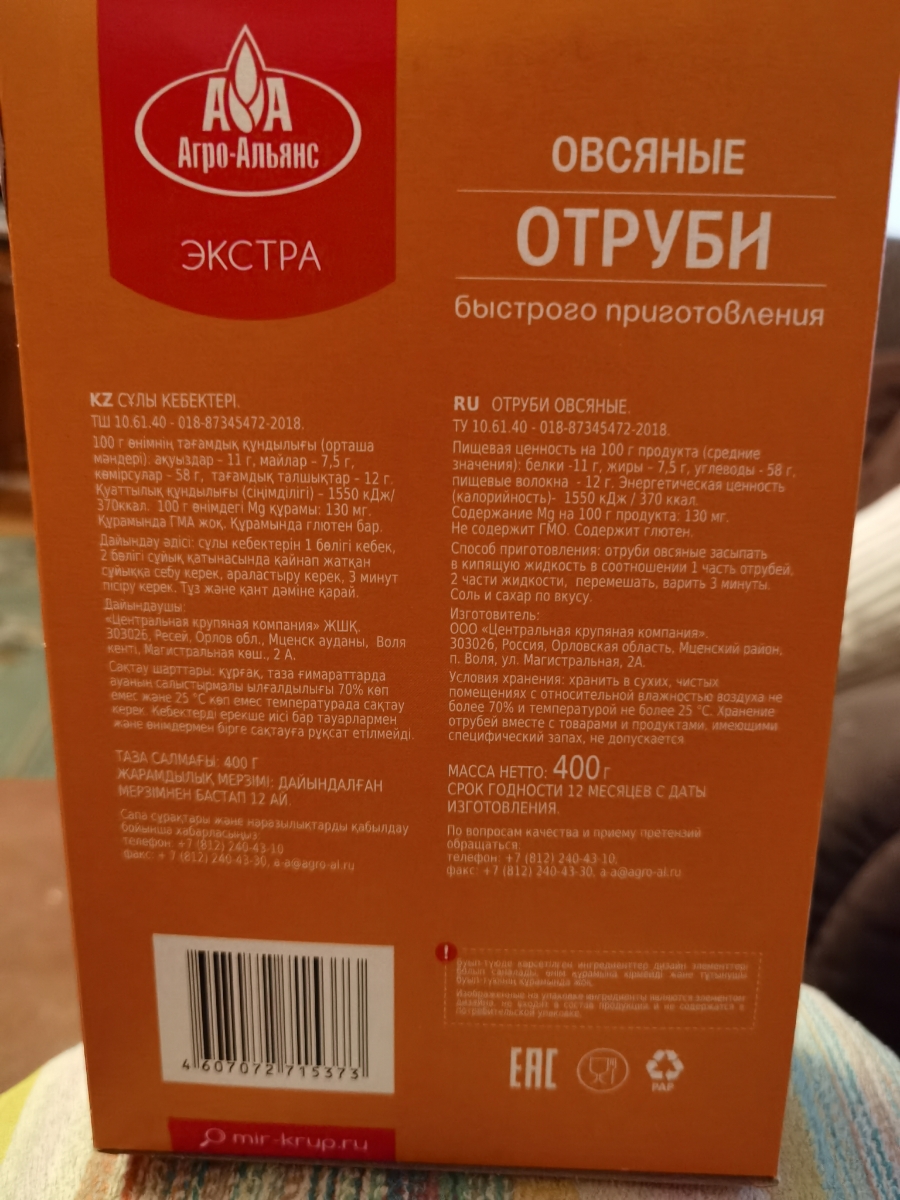 АА
Агро-Альянс
ЭКСТРА
ОВСЯНЫЕ
ОТРУБИ
быстрого приготовления
KZ СҰЛЫ КЕБЕКТЕРІ.
ТШ 10.61.40 - 018-87345472-2018.
100 г өнімнің тағамдық құндылығы (орташа
мәндері): ақуыздар – 11 г, майлар – 7,5 г,
көмірсулар – 58 г, тағамдық талшықтар – 12 г.
Қуаттылық құндылығы (сіңімділігі) – 1550 кДж/
370ккал. 100 г өнімдегі Mg құрамы: 130 мг.
Құрамында ГМА жоқ. Құрамында глютен бар.
Дайындау әдісі: сұлы кебектерін 1 бөлігі кебек,
2 бөлігі сұйық қатынасында қайнап жатқан
сұйыққа себу керек, араластыру керек, 3 минут
пісіру керек. Тұз және қант дәміне қарай.
Дайындаушы:
«Центральная крупяная компания» ЖШҚ.
303026, Ресей, Орлов обл., Мценск ауданы, Воля
кенті, Магистральная көш., 2 А.
Сақтау шарттары: құрғақ, таза ғимараттарда
ауаның салыстырмалы ылғалдылығы 70% көп
емес және 25 °С көп емес температурада сақтау
керек. Кебектерді ерекше иісі бар тауарлармен
және өнімдермен бірге сақтауға рұқсат етілмейді.
ТАЗА САЛМАҒЫ: 400 Г
ЖАРАМДЫЛЫҚ МЕРЗІМІ: ДАЙЫНДАЛҒАН
МЕРЗІМНЕН БАСТАП 12 АЙ.
Сапа сұрақтары және наразылықтарды қабылдау
бойынша хабарласыңыз:
телефон: +7 (812) 240-43-10
факс: + 7 (812) 240-43-30, a-a@agro-al.ru
RU ОТРУБИ ОВСЯНЫЕ.
ТУ 10.61.40 - 018-87345472-2018.
Пищевая ценность на 100 г продукта (средние
значения): белки -11 г, жиры – 7,5 г, углеводы - 58 г,
пищевые волокна - 12 г. Энергетическая ценность
(калорийность)- 1550 кДж / 370 ккал.
Содержание Mg на 100 г продукта: 130 мг.
Не содержит ГМО. Содержит глютен.
Способ приготовления: отруби овсяные засыпать
в кипящую жидкость в соотношении 1 часть отрубей,
2 части жидкости, перемешать, варить 3 минуты.
Соль и сахар по вкусу.
Изготовитель:
ООО «Центральная крупяная компания».
303026, Россия, Орловская область, Мценский район,
п. Воля, ул. Магистральная, 2А.
Условия хранения: хранить в сухих, чистых
помещениях с относительной влажностью воздуха не
более 70% и температурой не более 25 °С. Хранение
отрубей вместе с товарами и продуктами, имеющими
специфический запах, не допускается.
МАССА НЕТТО: 400 г
СРОК ГОДНОСТИ 12 МЕСЯЦЕВ С ДАТЫ
ИЗГОТОВЛЕНИЯ.
По вопросам качества и приему претензий
обращаться:
телефон: +7 (812) 240-43-10,
факс: +7 (812) 240-43-30, a-a@agro-al.ru
4 607072 715373
!
ингредиенттер дизайн
Изображенные на упаковке ингредиенты являются элементом
дизайна, не входят в состав продукции и не содержатся в
потребительской упаковке.
EAC
PAP
mir-krup.ru